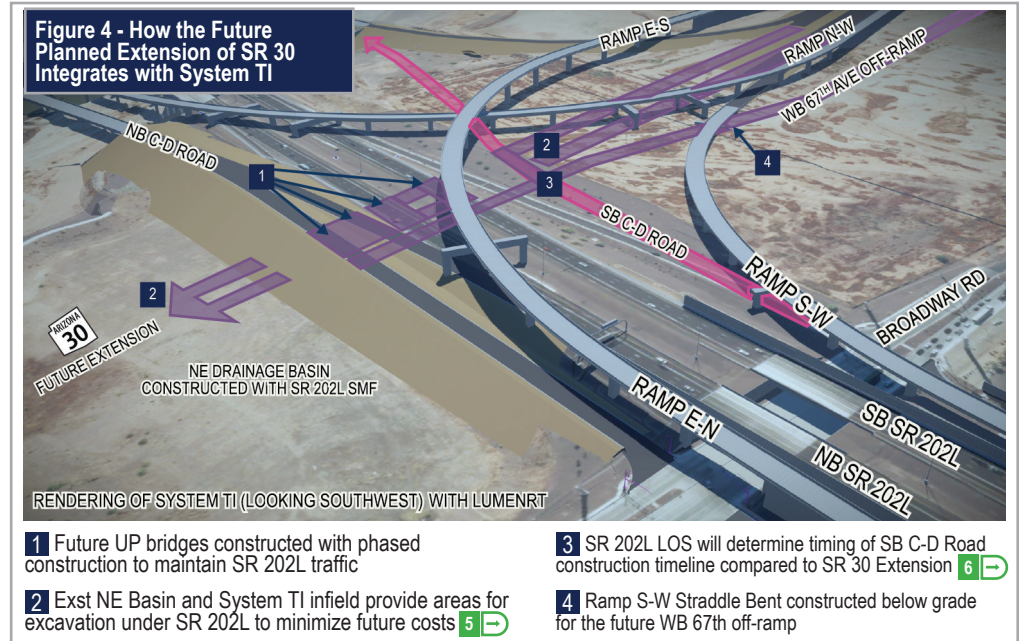 Figure 4 - How the Future
Planned Extension of SR 30
Integrates with System TI
RAMP E-S
RAMP N-W
WB 67TH AVE OFF-RAMP
NB C-D ROAD
1
2
3
4
SB C-D ROAD
2
ARIZONA
30
FUTURE EXTENSION
NE DRAINAGE BASIN
CONSTRUCTED WITH SR 202L SMF
RAMP S-W
BROADWAY RD
RAMP E-N
SB SR 202L
NB SR 202L
RENDERING OF SYSTEM TI (LOOKING SOUTHWEST) WITH LUMENRT
1 Future UP bridges constructed with phased
construction to maintain SR 202L traffic
2 Exst NE Basin and System TI infield provide areas for
excavation under SR 202L to minimize future costs 5
3 SR 202L LOS will determine timing of SB C-D Road
construction timeline compared to SR 30 Extension 6
4 Ramp S-W Straddle Bent constructed below grade
for the future WB 67th off-ramp